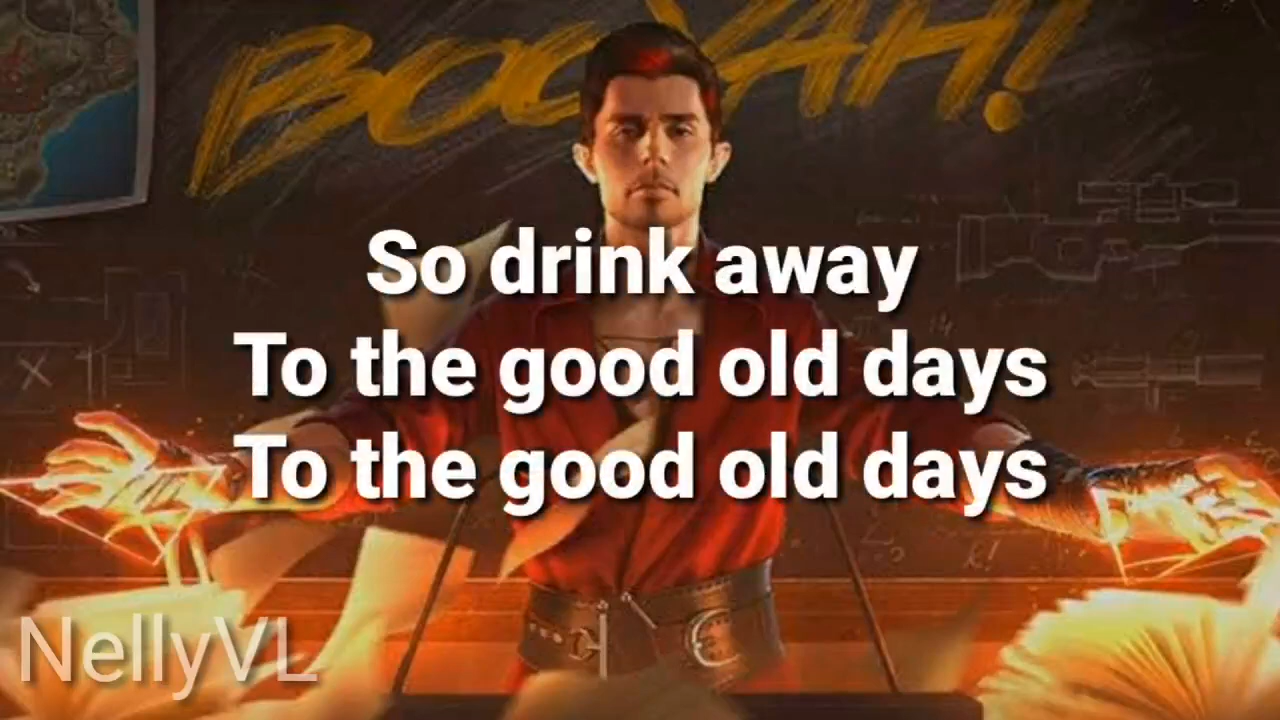 BOOYAH!
So drink away
To the good old days
To the good old days
NellyVL